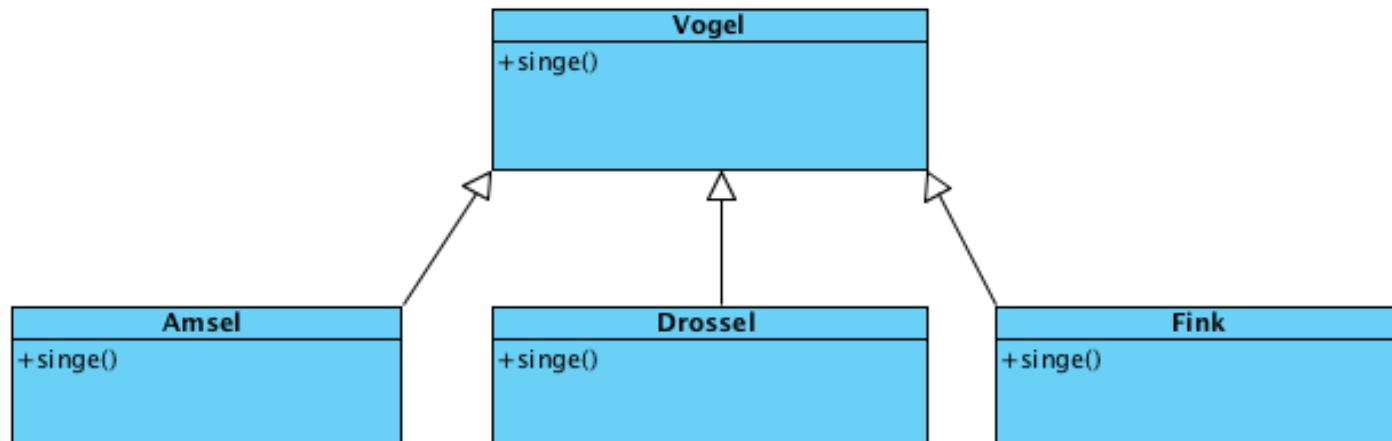 Vogel
+singe()
Amsel
+singe()
Drossel
+singe()
Fink
+singe()